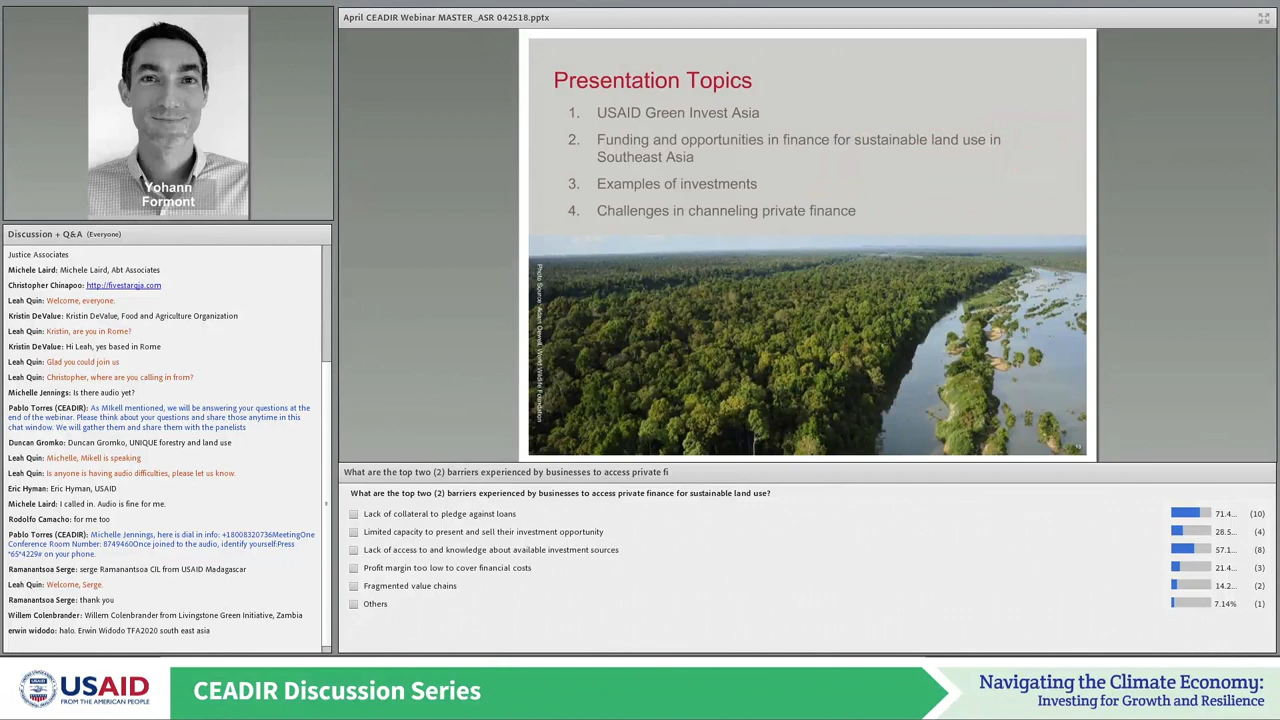 April CEADIR Webinar MASTER_ASR 042518.pptx
Yohann
Formont
Presentation Topics
1. USAID Green Invest Asia
2. Funding and opportunities in finance for sustainable land use in
Southeast Asia
3. Examples of investments
4. Challenges in channeling private finance
Discussion + Q&A (Everyone)
Justice Associates
Michele Laird: Michele Laird, Abt Associates
Christopher Chinapoo: http://fivestarqja.com
Leah Quin: Welcome, everyone.
Kristin DeValue: Kristin DeValue, Food and Agriculture Organization
Leah Quin: Kristin, are you in Rome?
Kristin DeValue: Hi Leah, yes based in Rome
Leah Quin: Glad you could join us
Leah Quin: Christopher, where are you calling in from?
Michelle Jennings: Is there audio yet?
Pablo Torres (CEADIR): As MIkell mentioned, we will be answering your questions at the
end of the webinar. Please think about your questions and share those anytime in this
chat window. We will gather them and share them with the panelists
Duncan Gromko: Duncan Gromko, UNIQUE forestry and land use
Leah Quin: Michelle, Mikell is speaking
Leah Quin: Is anyone is having audio difficulties, please let us know.
Eric Hyman: Eric Hyman, USAID
Michele Laird: I called in. Audio is fine for me.
Rodolfo Camacho: for me too
Pablo Torres (CEADIR): Michelle Jennings, here is dial in info: +18008320736MeetingOne
Conference Room Number: 8749460Once joined to the audio, identify yourself:Press
*65*4229# on your phone.
Ramanantsoa Serge: serge Ramanantsoa CIL from USAID Madagascar
Leah Quin: Welcome, Serge.
Ramanantsoa Serge: thank you
Willem Colenbrander: Willem Colenbrander from Livingstone Green Initiative, Zambia
erwin widodo: halo. Erwin Widodo TFA2020 south east asia
What are the top two (2) barriers experienced by businesses to access private fi
What are the top two (2) barriers experienced by businesses to access private finance for sustainable land use?
Lack of collateral to pledge against loans 71.4... (10)
Limited capacity to present and sell their investment opportunity 28.5... (4)
Lack of access to and knowledge about available investment sources 57.1... (8)
Profit margin too low to cover financial costs 21.4... (3)
Fragmented value chains 14.2... (2)
Others 7.14% (1)
USAID
FROM THE AMERICAN PEOPLE
CEADIR Discussion Series
Navigating the Climate Economy:
Investing for Growth and Resilience